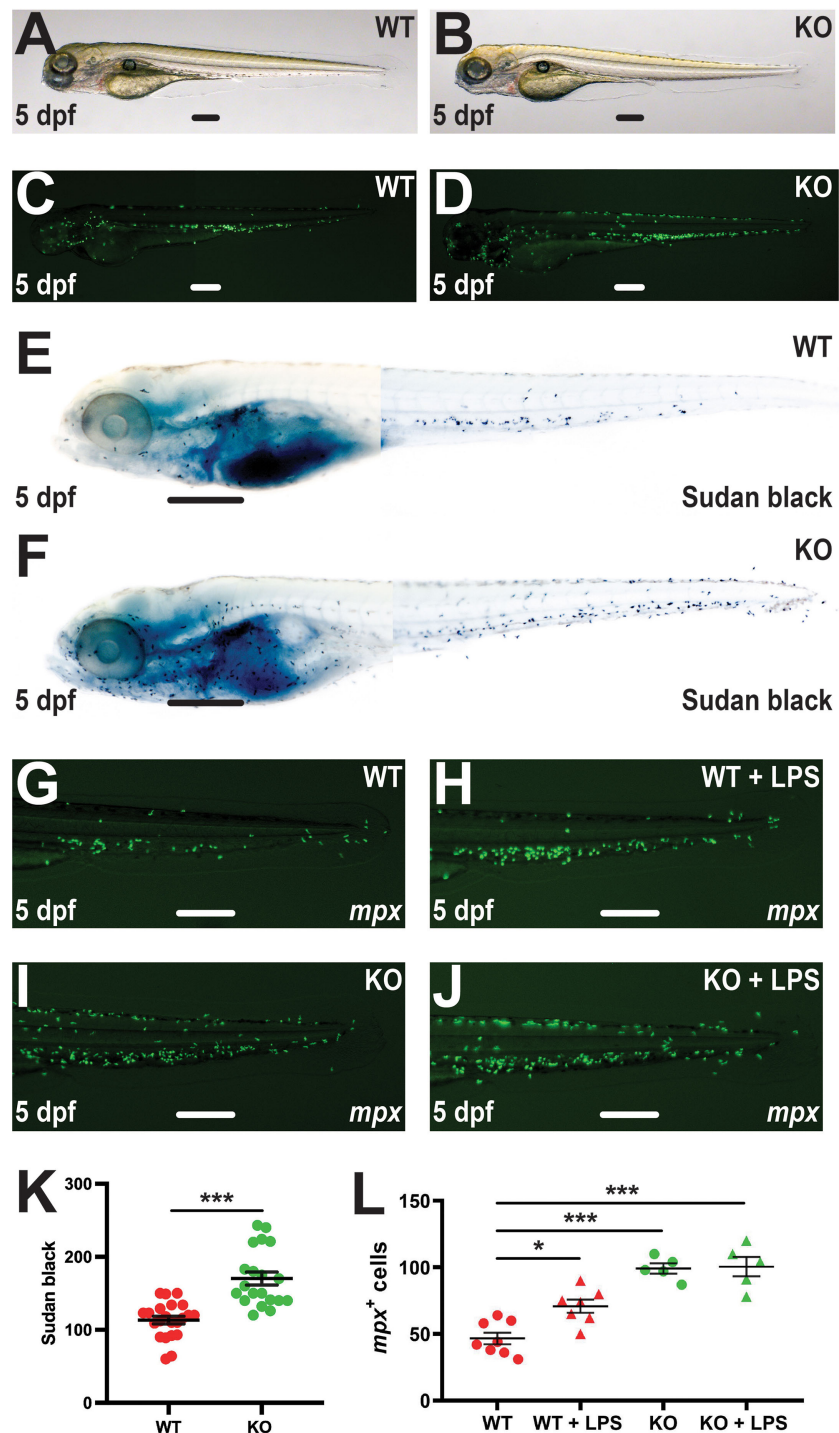 A
WT
5 dpf
B
KO
5 dpf
C
WT
5 dpf
D
KO
5 dpf
E
WT
5 dpf
Sudan black
F
KO
5 dpf
Sudan black
G
WT
5 dpf
mpx
H
WT + LPS
5 dpf
mpx
I
KO
5 dpf
mpx
J
KO + LPS
5 dpf
mpx
K
Sudan black
300
200
100
0
***
WT
KO
L
mpx+ cells
150
100
50
0
***
***
*
WT
WT + LPS
KO
KO + LPS